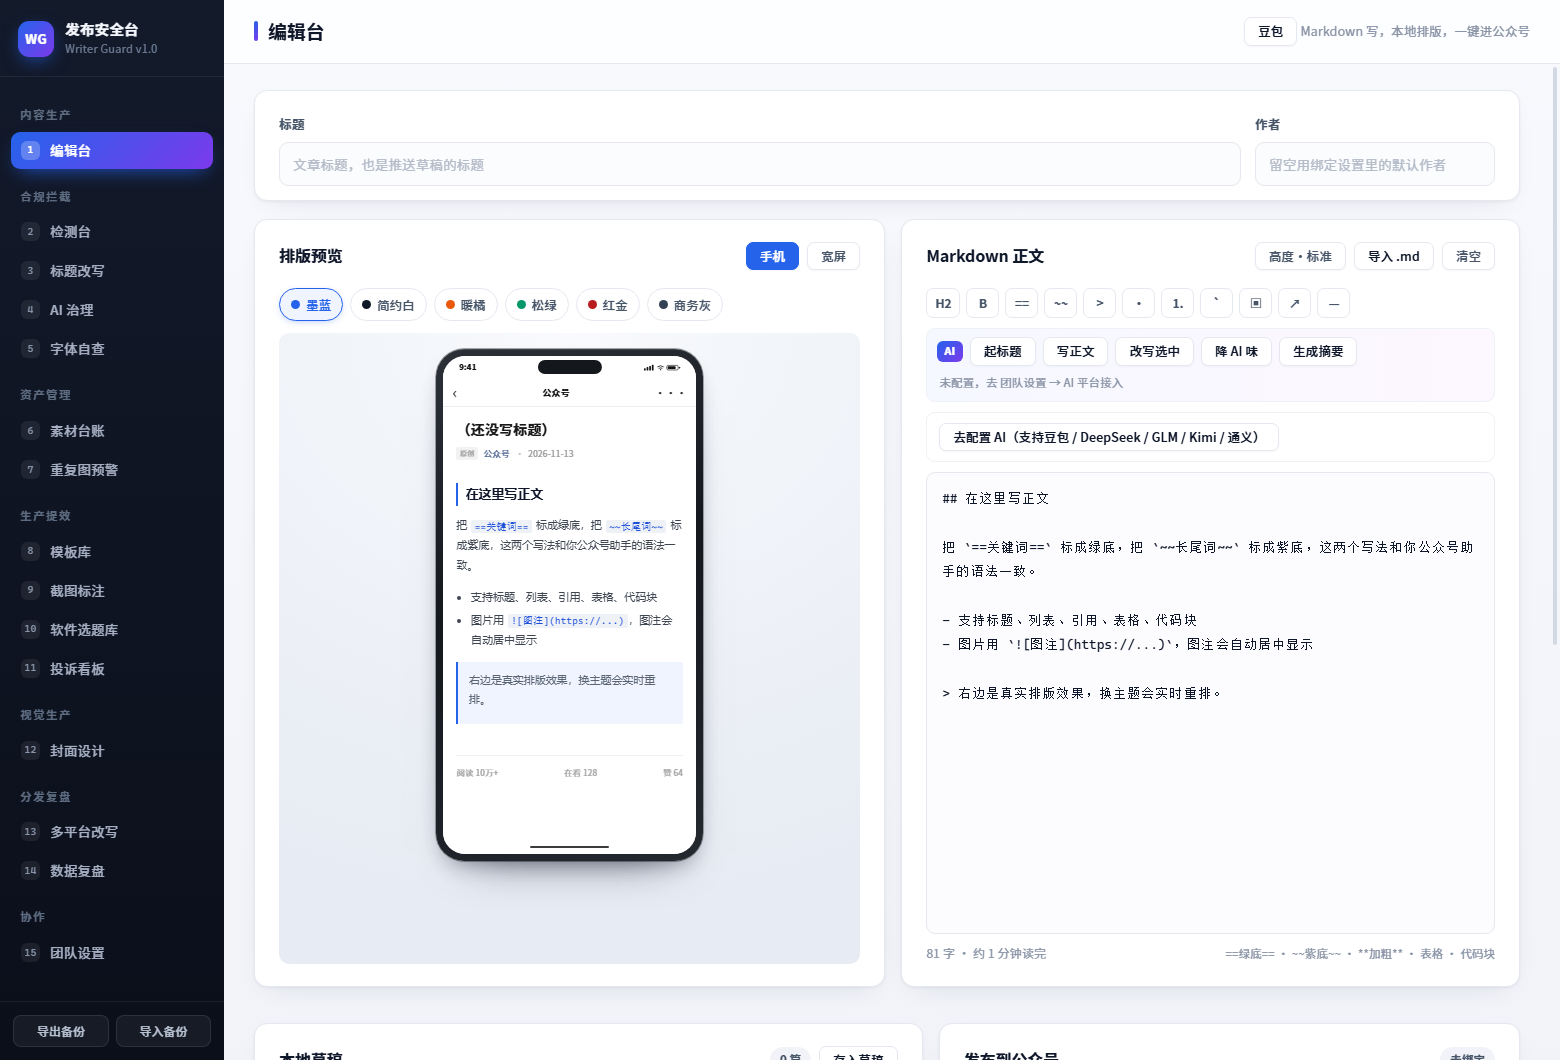 WG
发布安全台
Writer Guard v1.0
内容生产
1 编辑台
合规拦截
2 检测台
3 标题改写
4 AI 治理
5 字体自查
资产管理
6 素材台账
7 重复图预警
生产提效
8 模板库
9 截图标注
10 软件选题库
11 投诉看板
视觉生产
12 封面设计
分发复盘
13 多平台改写
14 数据复盘
协作
15 团队设置
导出备份 导入备份
编辑台
豆包 Markdown 写，本地排版，一键进公众号
标题
文章标题，也是推送草稿的标题
作者
留空用绑定设置里的默认作者
排版预览
手机 宽屏
墨蓝 简约白 暖橘 松绿 红金 商务灰
9:41
公众号
（还没写标题）
原创 公众号 · 2026-11-13
在这里写正文
把 ==关键词== 标成绿底，把 ~~长尾词~~ 标
成紫底，这两个写法和你公众号助手的语法一
致。
• 支持标题、列表、引用、表格、代码块
• 图片用 ![图注](https://...)，图注会
自动居中显示
右边是真实排版效果，换主题会实时重
排。
阅读 10万+ 在看 128 赞 64
Markdown 正文
高度 · 标准 导入 .md 清空
H2 B == ~~ > • 1. ` ▣ ↗ —
AI 起标题 写正文 改写选中 降 AI 味 生成摘要
未配置，去 团队设置 → AI 平台接入
去配置 AI（支持豆包 / DeepSeek / GLM / Kimi / 通义）
## 在这里写正文
把 `==关键词==` 标成绿底，把 `~~长尾词~~` 标成紫底，这两个写法和你公众号助
手的语法一致。
- 支持标题、列表、引用、表格、代码块
- 图片用 `![图注](https://...)`，图注会自动居中显示
> 右边是真实排版效果，换主题会实时重排。
81 字 · 约 1 分钟读完
==绿底== · ~~紫底~~ · **加粗** · 表格 · 代码块
本地草稿
0 篇 存入草稿
发布到公众号
未绑定